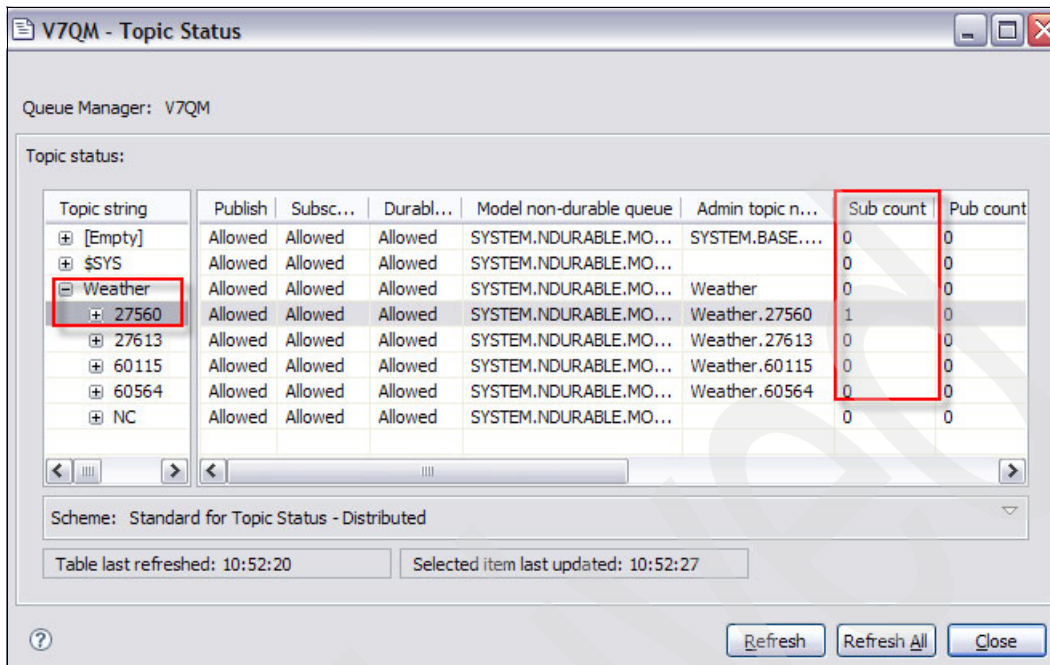 V7QM - Topic Status
Queue Manager: V7QM
Topic status:
Topic string Publish Subsc... Durabl... Model non-durable queue Admin topic n... Sub count Pub count
[Empty] Allowed Allowed Allowed SYSTEM.NDURABLE.MO... SYSTEM.BASE.... 0 0
$SYS Allowed Allowed Allowed SYSTEM.NDURABLE.MO... 0 0
Weather Allowed Allowed Allowed SYSTEM.NDURABLE.MO... Weather 0 0
27560 Allowed Allowed Allowed SYSTEM.NDURABLE.MO... Weather.27560 1 0
27613 Allowed Allowed Allowed SYSTEM.NDURABLE.MO... Weather.27613 0 0
60115 Allowed Allowed Allowed SYSTEM.NDURABLE.MO... Weather.60115 0 0
60564 Allowed Allowed Allowed SYSTEM.NDURABLE.MO... Weather.60564 0 0
NC Allowed Allowed Allowed SYSTEM.NDURABLE.MO... 0 0
Scheme: Standard for Topic Status - Distributed
Table last refreshed: 10:52:20 Selected item last updated: 10:52:27
Refresh Refresh All Close